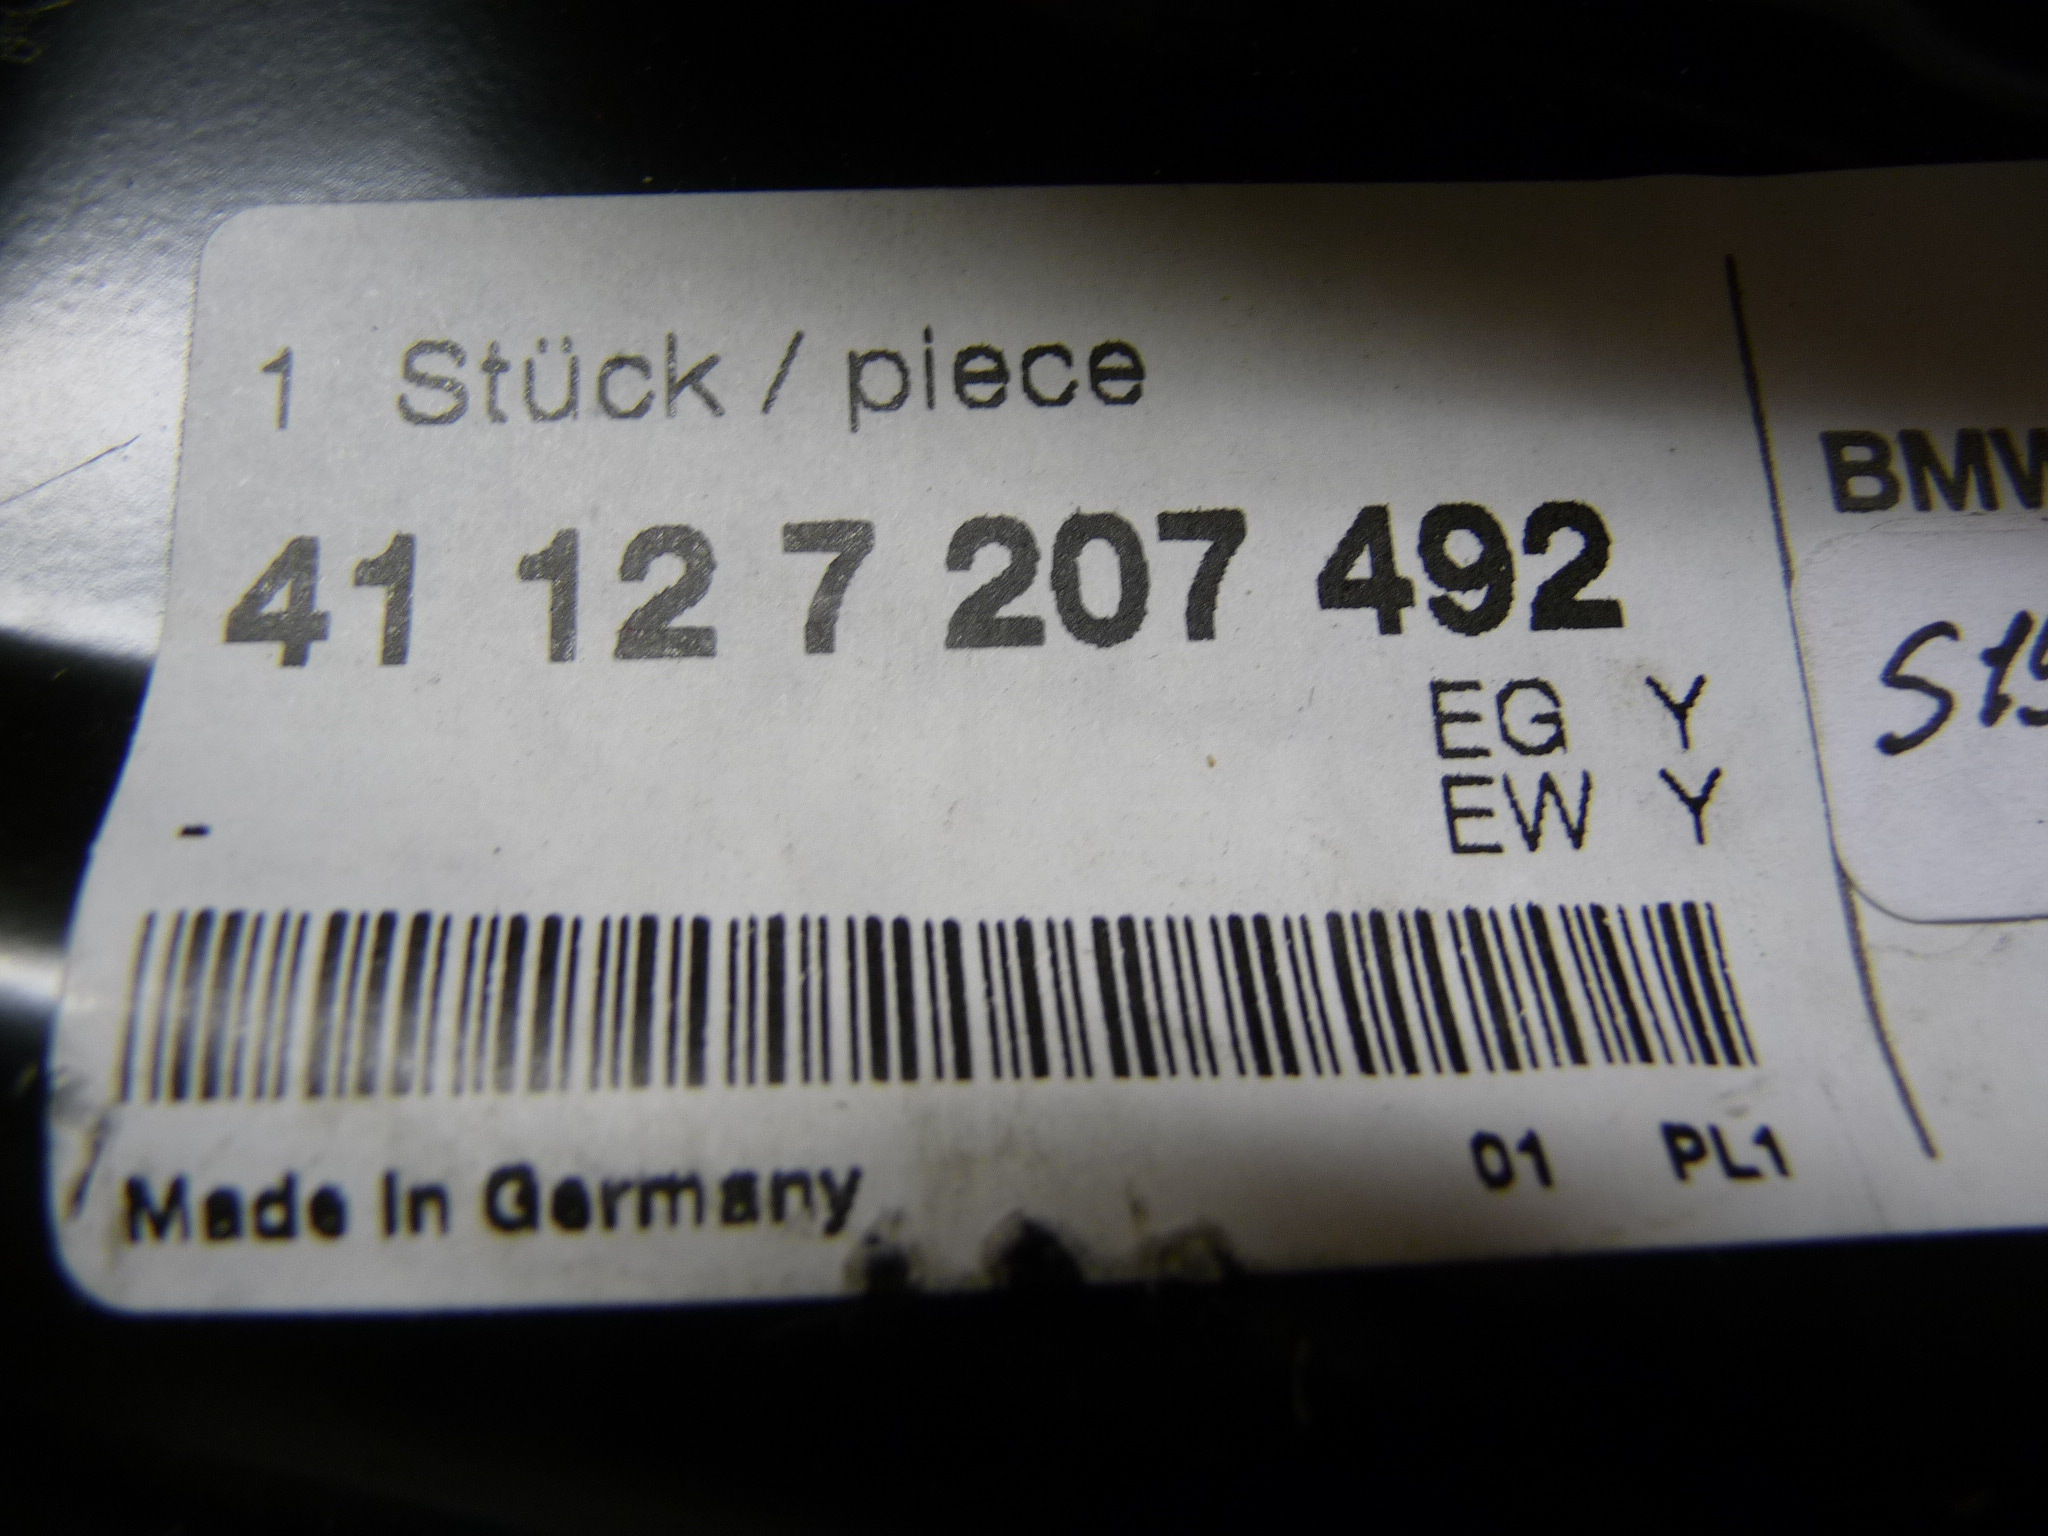 1 Stück / piece
41 12 7 207 492
EG Y
EW Y
-
Made In Germany
01 PL1
BMW